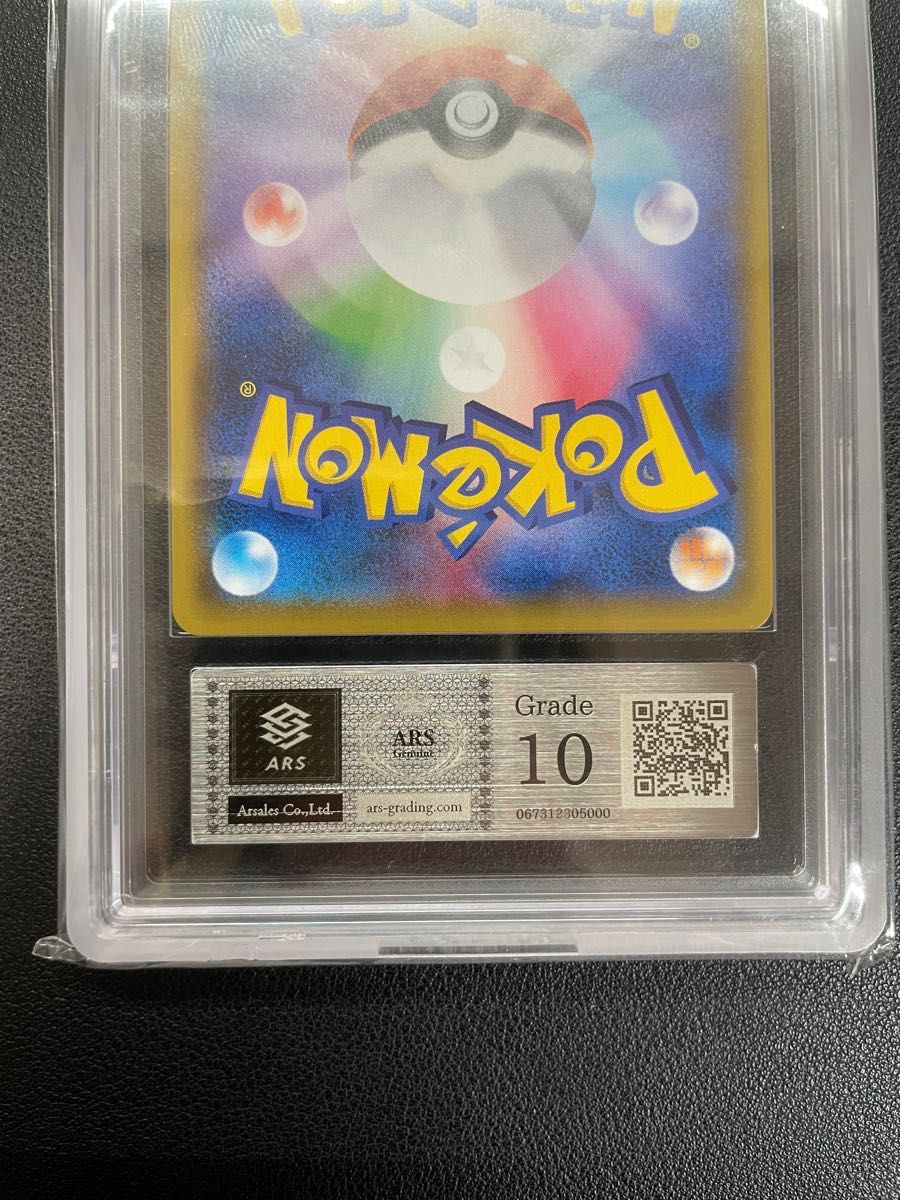 ®
POKéMON
®
ARS
Arsales Co.,Ltd.
ARS
Genuine
ars-grading.com
Grade
10
067312305000